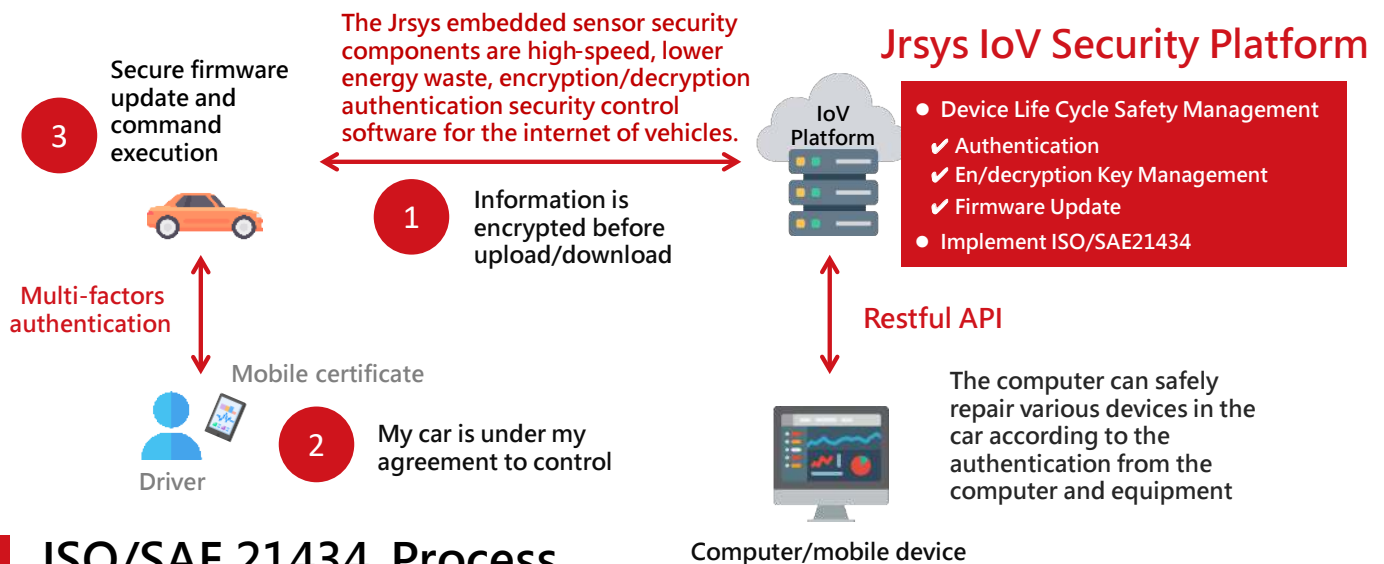 The Jrsys embedded sensor security
components are high-speed, lower
energy waste, encryption/decryption
authentication security control
software for the internet of vehicles.
Jrsys IoV Security Platform
3
Secure firmware
update and
command
execution
IoV
Platform
● Device Life Cycle Safety Management
✔ Authentication
✔ En/decryption Key Management
✔ Firmware Update
● Implement ISO/SAE21434
1
Information is
encrypted before
upload/download
Multi-factors
authentication
Restful API
Mobile certificate
Driver
2
My car is under my
agreement to control
The computer can safely
repair various devices in the
car according to the
authentication from the
computer and equipment
Computer/mobile device
ISO/SAE 21434 Process